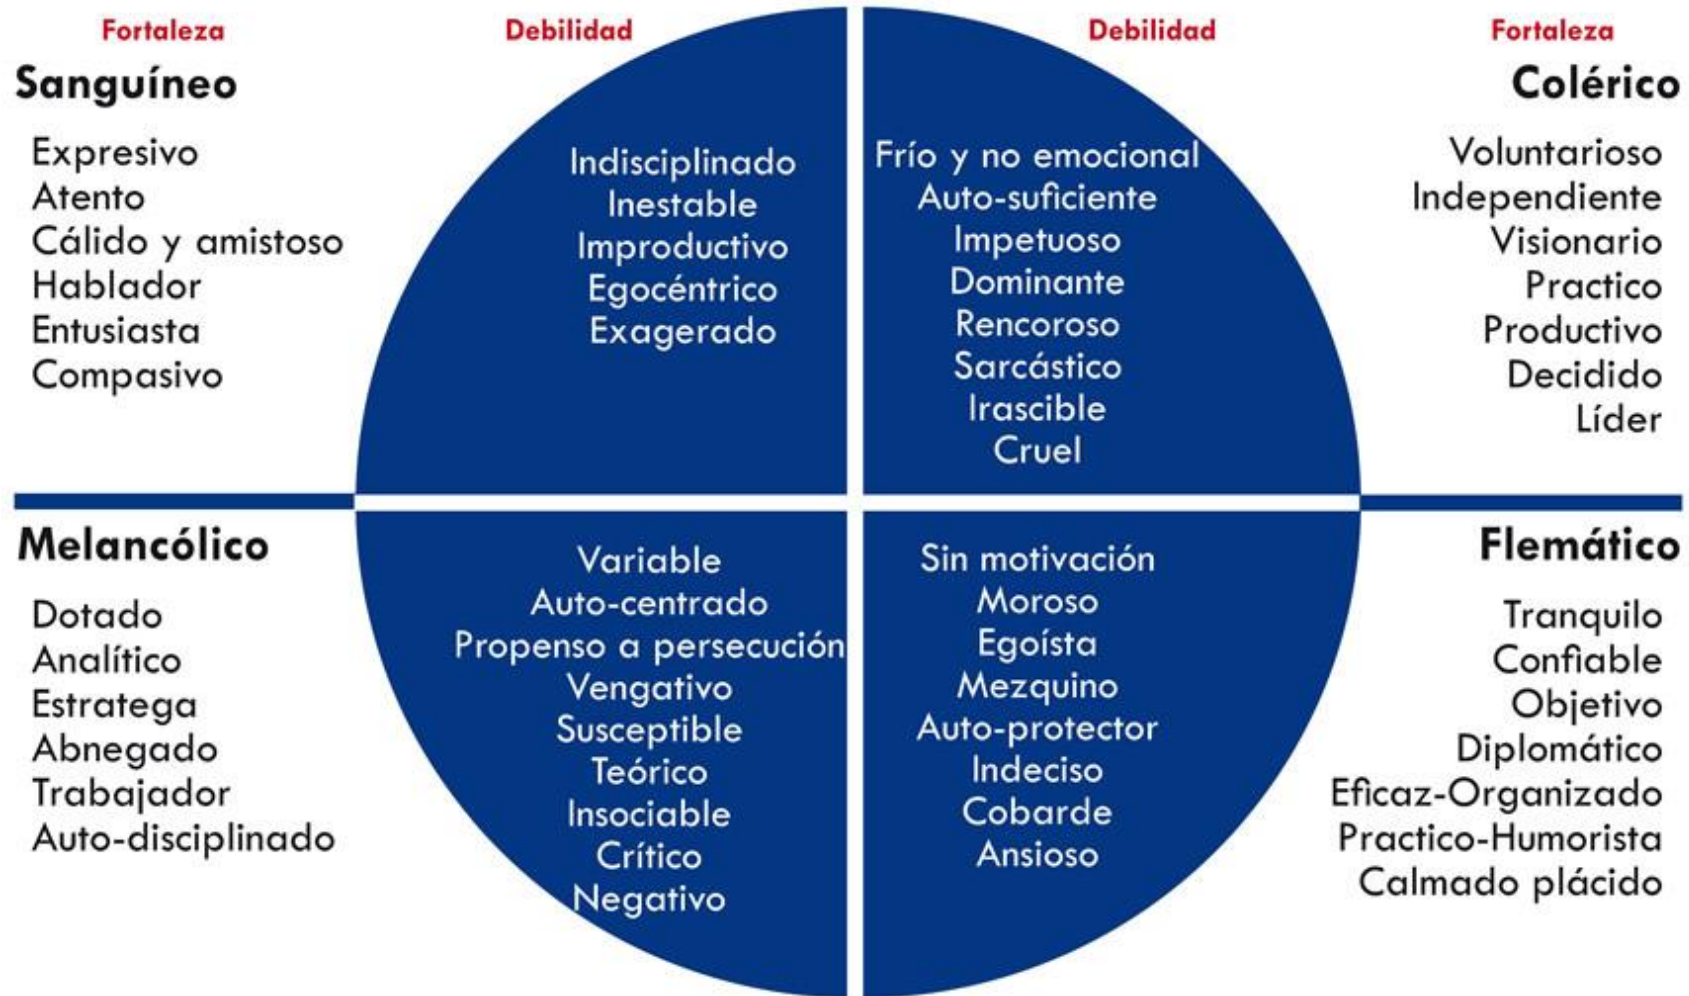 Fortaleza
Debilidad
Debilidad
Fortaleza
Sanguíneo
Expresivo
Atento
Cálido y amistoso
Hablador
Entusiasta
Compasivo
Indisciplinado
Inestable
Improductivo
Egocéntrico
Exagerado
Frío y no emocional
Auto-suficiente
Impetuoso
Dominante
Rencoroso
Sarcástico
Irascible
Cruel
Colérico
Voluntarioso
Independiente
Visionario
Practico
Productivo
Decidido
Líder
Melancólico
Dotado
Analítico
Estratega
Abnegado
Trabajador
Auto-disciplinado
Variable
Auto-centrado
Propenso a persecución
Vengativo
Susceptible
Teórico
Insociable
Crítico
Negativo
Sin motivación
Moroso
Egoísta
Mezquino
Auto-protector
Indeciso
Cobarde
Ansioso
Flemático
Tranquilo
Confiable
Objetivo
Diplomático
Eficaz-Organizado
Practico-Humorista
Calmado plácido